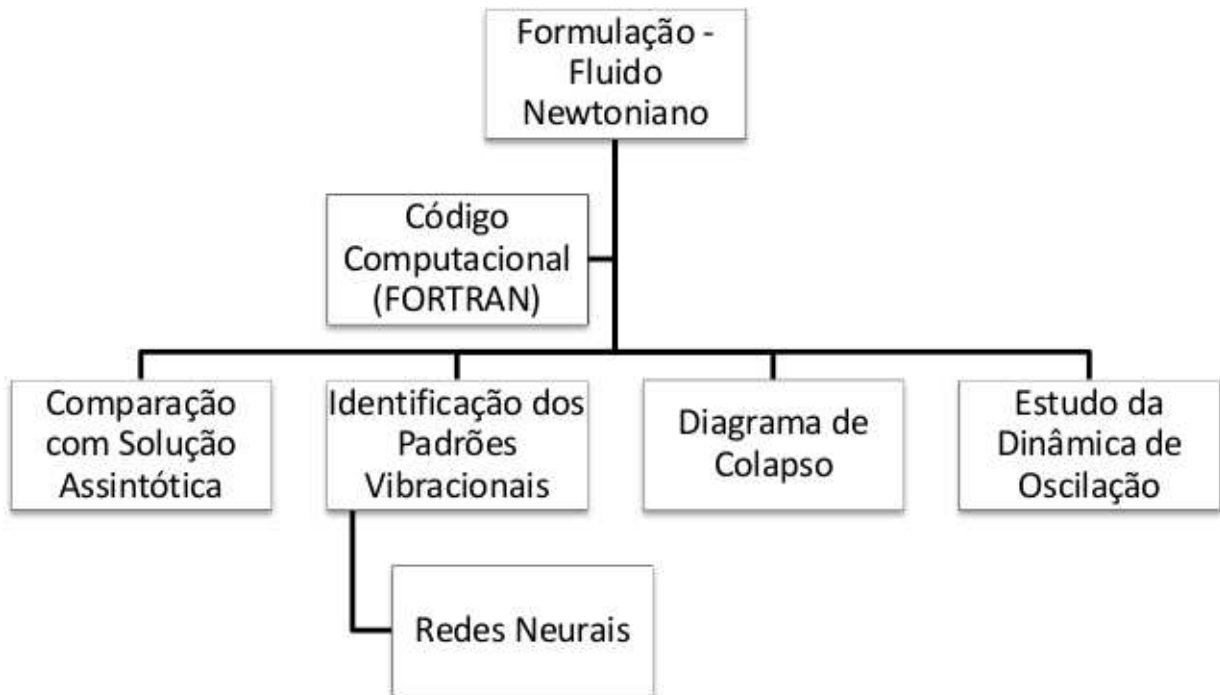 Formulação -
Fluido
Newtoniano
Código
Computacional
(FORTRAN)
Comparação
com Solução
Assintótica
Identificação dos
Padrões
Vibracionais
Diagrama de
Colapso
Estudo da
Dinâmica de
Oscilação
Redes Neurais